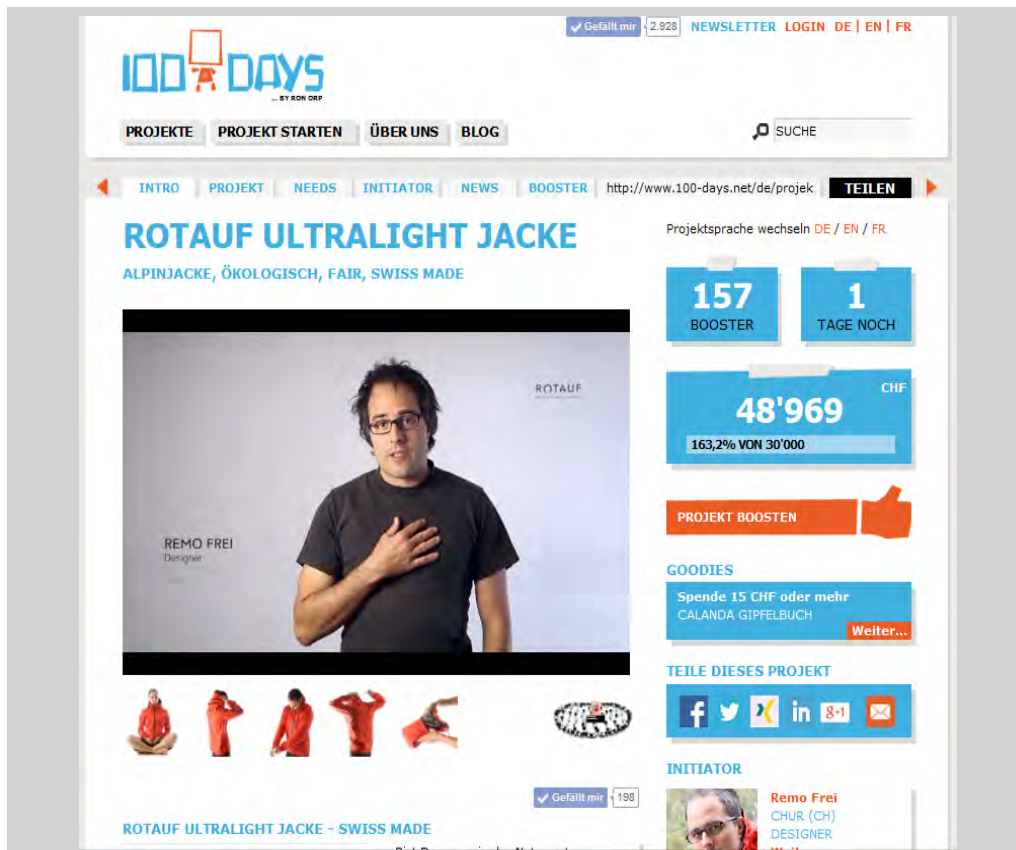 Gefällt mir 2.928 NEWSLETTER LOGIN DE | EN | FR
100 DAYS
... BY RON ORP
PROJEKTE PROJEKT STARTEN ÜBER UNS BLOG SUCHE
INTRO PROJEKT NEEDS INITIATOR NEWS BOOSTER http://www.100-days.net/de/projek TEILEN
ROTAUF ULTRALIGHT JACKE
ALPINJACKE, ÖKOLOGISCH, FAIR, SWISS MADE
ROTAUF
REMO FREI
Designer
Projektsprache wechseln DE / EN / FR
157
BOOSTER
1
TAGE NOCH
CHF
48'969
163,2% VON 30'000
PROJEKT BOOSTEN
GOODIES
Spende 15 CHF oder mehr
CALANDA GIPFELBUCH
Weiter...
TEILE DIESES PROJEKT
f in g+1
INITIATOR
Remo Frei
CHUR (CH)
DESIGNER
Gefällt mir 198
ROTAUF ULTRALIGHT JACKE - SWISS MADE